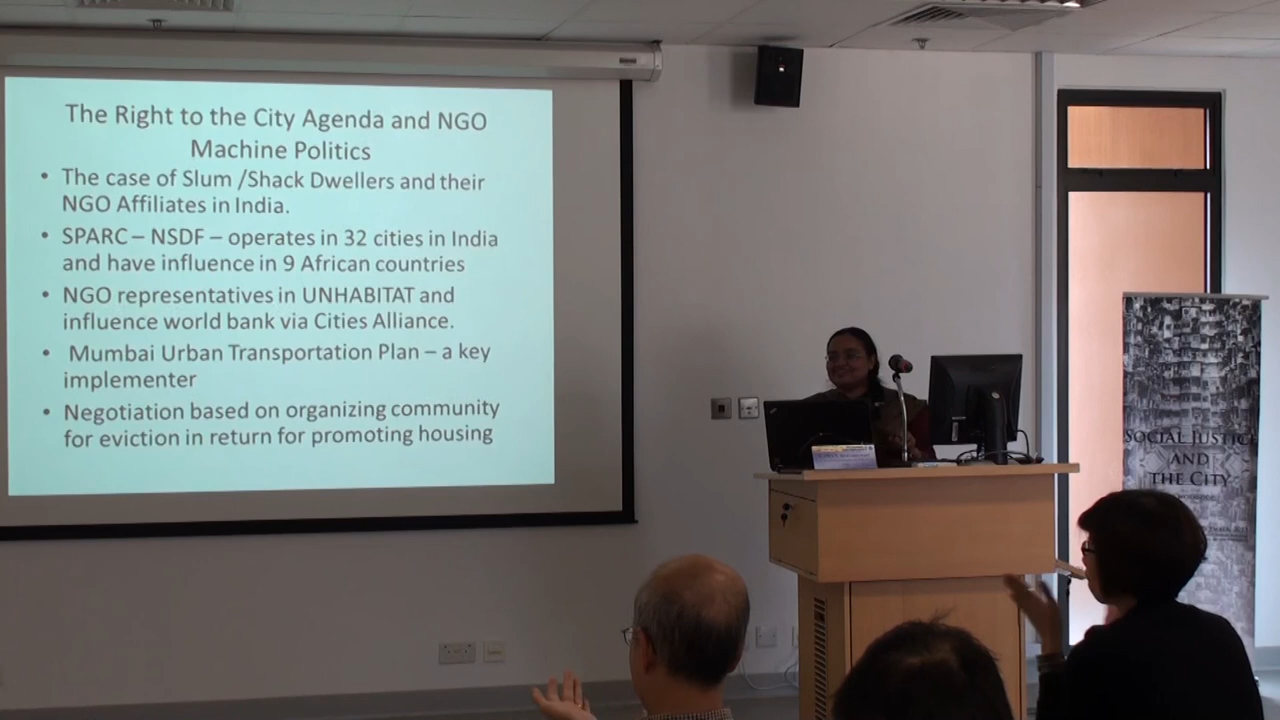 The Right to the City Agenda and NGO
Machine Politics
• The case of Slum /Shack Dwellers and their
NGO Affiliates in India.
• SPARC – NSDF – operates in 32 cities in India
and have influence in 9 African countries
• NGO representatives in UNHABITAT and
influence world bank via Cities Alliance.
• Mumbai Urban Transportation Plan – a key
implementer
• Negotiation based on organizing community
for eviction in return for promoting housing
SOCIAL JUSTICE
AND
THE CITY